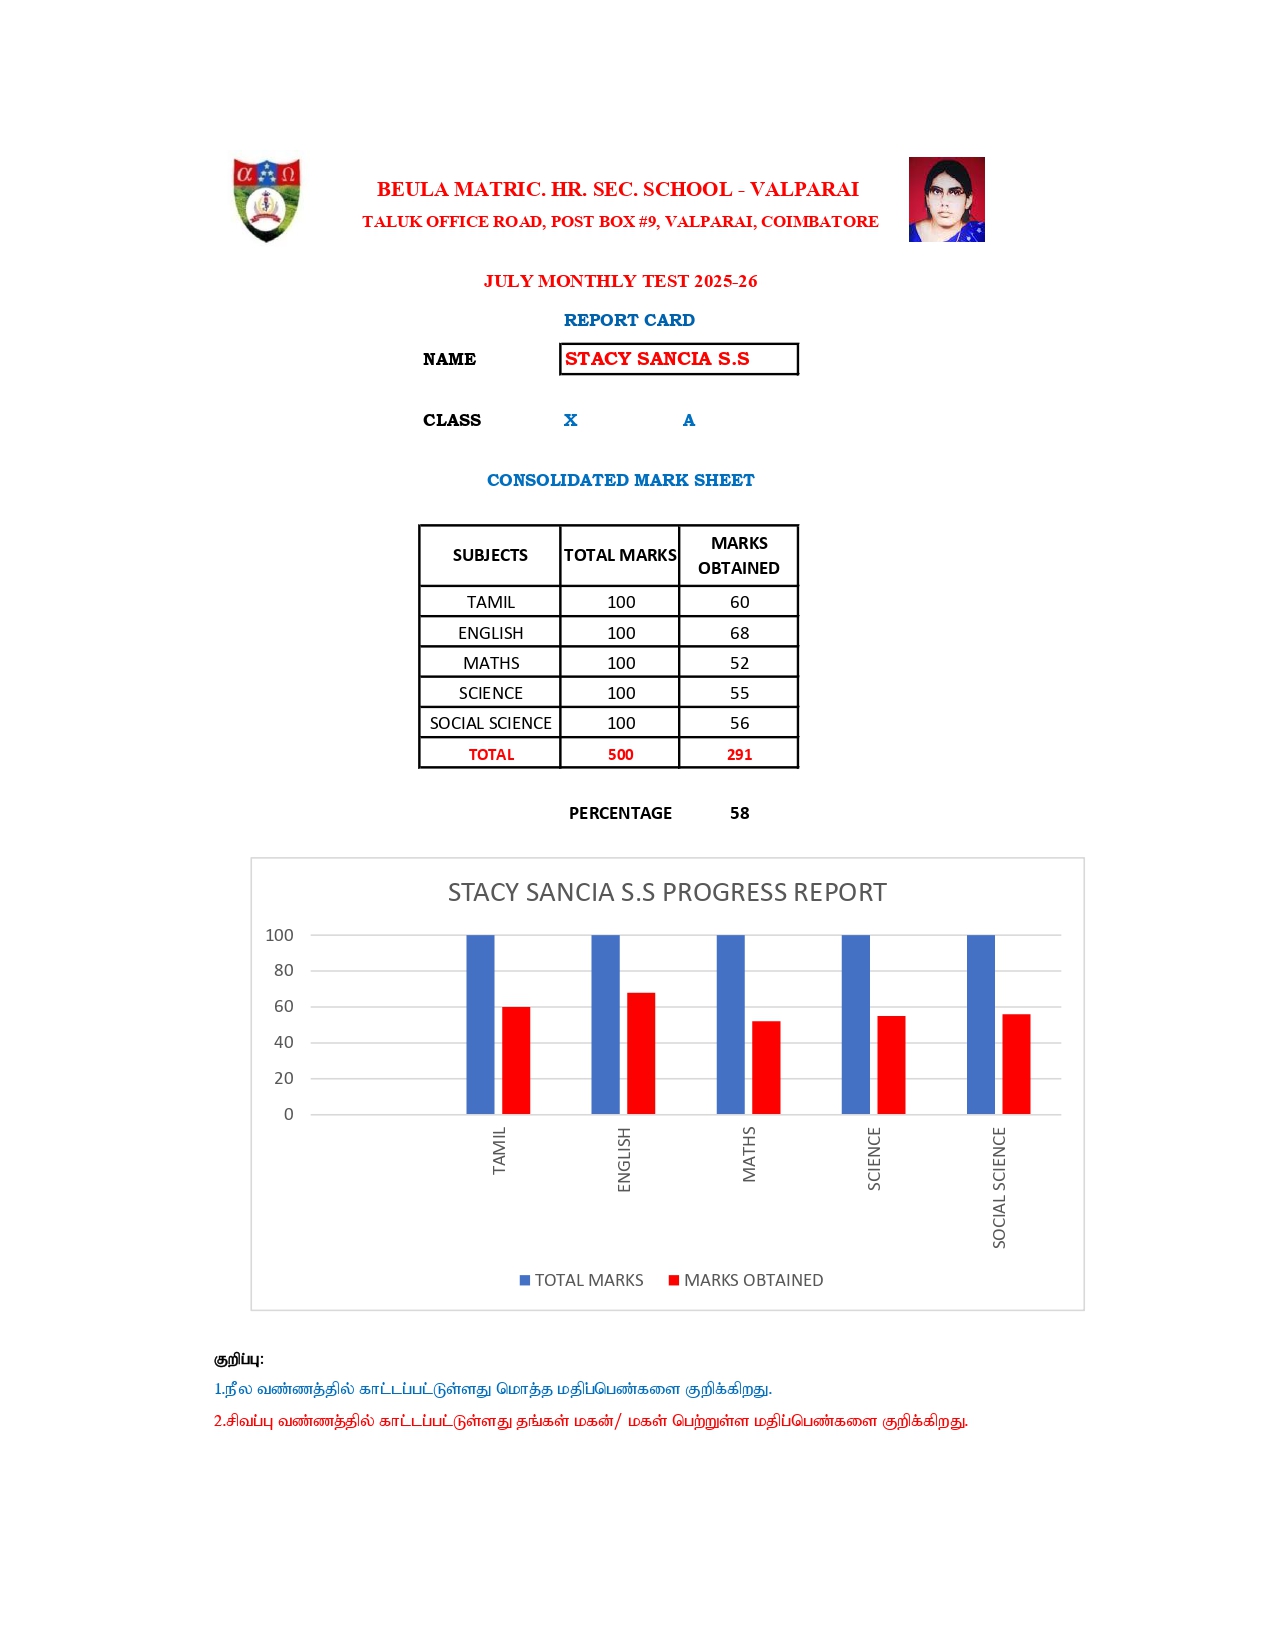 α Ω
BEULA MATRIC. HR. SEC. SCHOOL - VALPARAI
TALUK OFFICE ROAD, POST BOX #9, VALPARAI, COIMBATORE
JULY MONTHLY TEST 2025-26
REPORT CARD
NAME STACY SANCIA S.S
CLASS X A
CONSOLIDATED MARK SHEET
SUBJECTS TOTAL MARKS MARKS OBTAINED
TAMIL 100 60
ENGLISH 100 68
MATHS 100 52
SCIENCE 100 55
SOCIAL SCIENCE 100 56
TOTAL 500 291
PERCENTAGE 58
STACY SANCIA S.S PROGRESS REPORT
100
80
60
40
20
0
TAMIL ENGLISH MATHS SCIENCE SOCIAL SCIENCE
TOTAL MARKS MARKS OBTAINED
குறிப்பு:
1.நீல வண்ணத்தில் காட்டப்பட்டுள்ளது மொத்த மதிப்பெண்களை குறிக்கிறது.
2.சிவப்பு வண்ணத்தில் காட்டப்பட்டுள்ளது தங்கள் மகன்/ மகள் பெற்றுள்ள மதிப்பெண்களை குறிக்கிறது.